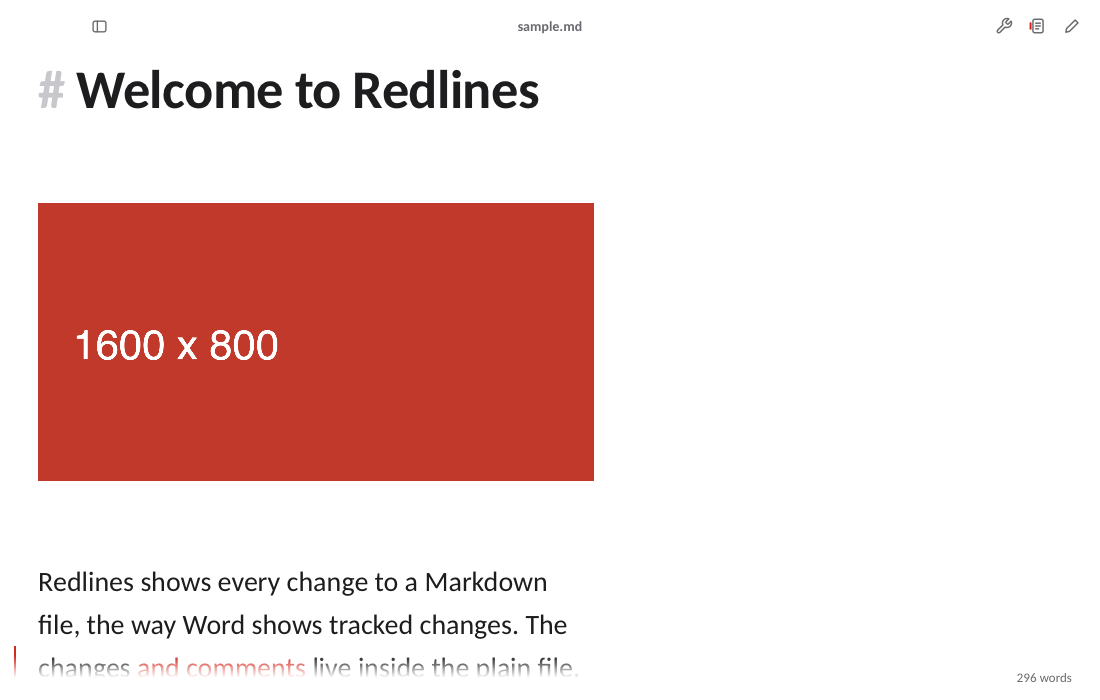 sample.md
# Welcome to Redlines
1600 x 800
Redlines shows every change to a Markdown
file, the way Word shows tracked changes. The
changes and comments live inside the plain file.
296 words